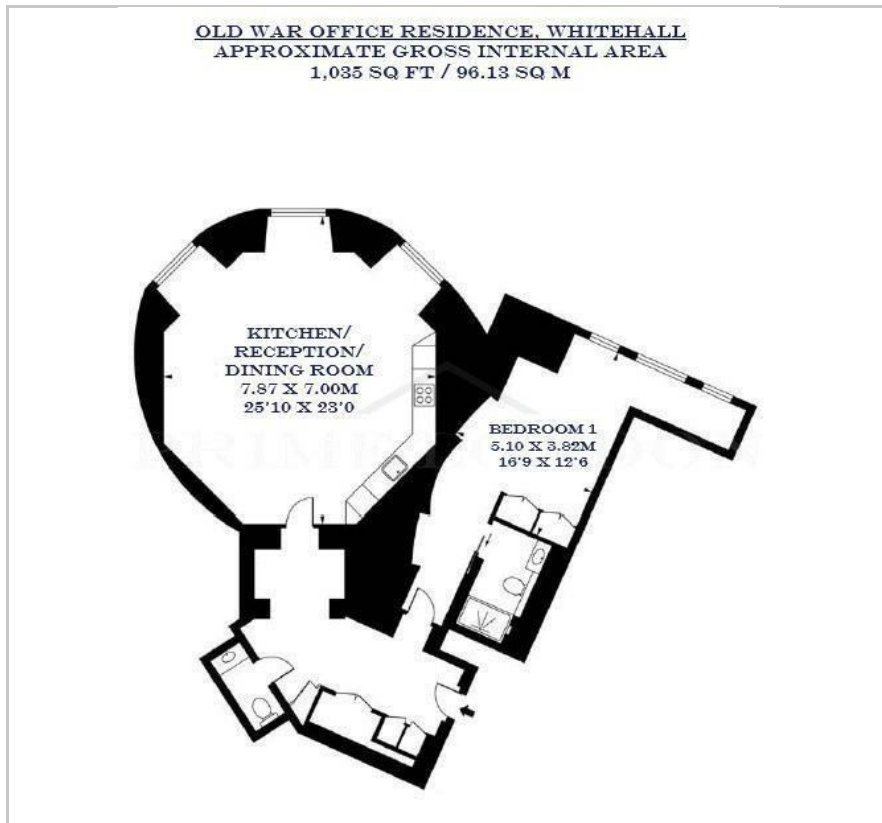 OLD WAR OFFICE RESIDENCE, WHITEHALL
APPROXIMATE GROSS INTERNAL AREA
1,035 SQ FT / 96.13 SQ M
KITCHEN/
RECEPTION/
DINING ROOM
7.87 X 7.00M
25'10 X 23'0
BEDROOM 1
5.10 X 3.82M
16'9 X 12'6
PRIME LONDON